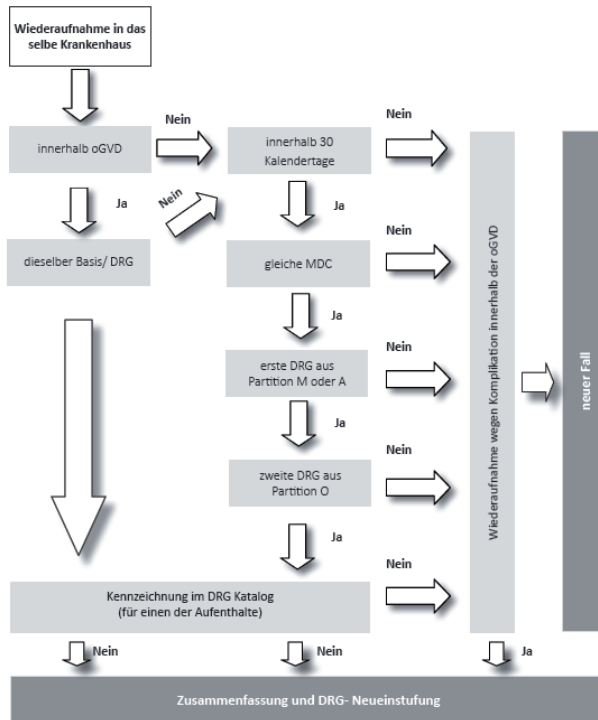 Wiederaufnahme in das
selbe Krankenhaus
Nein
Nein
innerhalb oGVD
innerhalb 30
Kalendertage
Ja
Nein
Ja
Nein
dieselber Basis/ DRG
gleiche MDC
Ja
Nein
erste DRG aus
Partition M oder A
Ja
Nein
zweite DRG aus
Partition O
Ja
Nein
Kennzeichnung im DRG Katalog
(für einen der Aufenthalte)
Wiederaufnahme wegen Komplikation innerhalb der oGVD
neuer Fall
Nein
Nein
Ja
Zusammenfassung und DRG- Neueinstufung